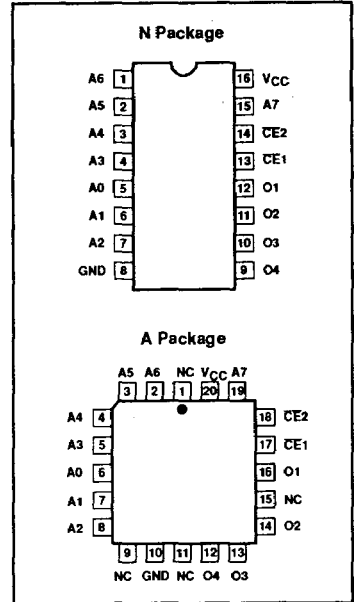 N Package
A6 1 16 VCC
A5 2 15 A7
A4 3 14 CE2
A3 4 13 CE1
A0 5 12 O1
A1 6 11 O2
A2 7 10 O3
GND 8 9 O4
A Package
A5 A6 NC VCC A7
3 2 1 20 19
A4 4 18 CE2
A3 5 17 CE1
A0 6 16 O1
A1 7 15 NC
A2 8 14 O2
9 10 11 12 13
NC GND NC O4 O3